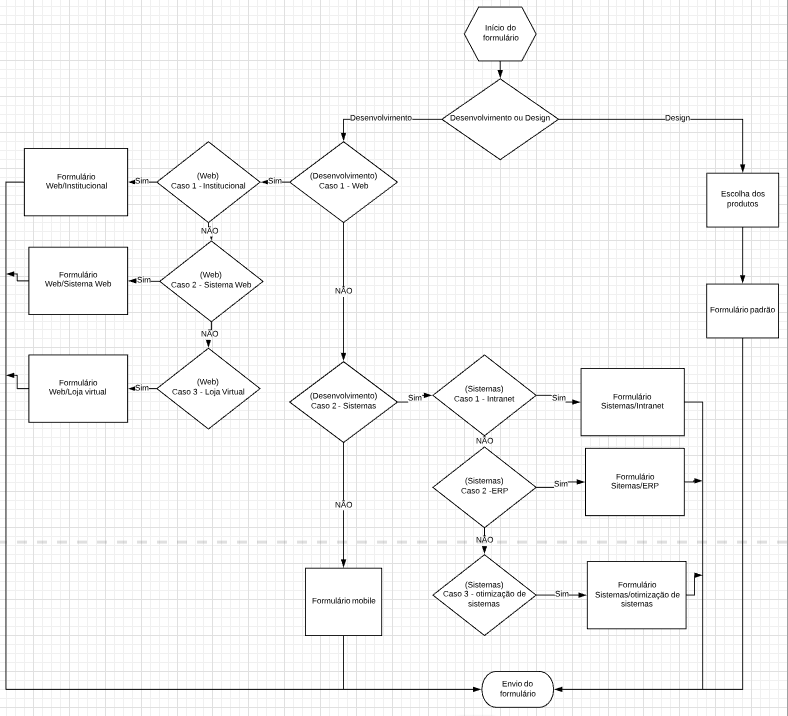 Início do
formulário
Desenvolvimento
Desenvolvimento ou Design
Design
Formulário
Web/Institucional
Sim
(Web)
Caso 1 - Institucional
Sim
(Desenvolvimento)
Caso 1 - Web
Escolha dos
produtos
NÃO
Formulário
Web/Sistema Web
Sim
(Web)
Caso 2 - Sistema Web
NÃO
Formulário padrão
NÃO
Formulário
Web/Loja virtual
Sim
(Web)
Caso 3 - Loja Virtual
(Desenvolvimento)
Caso 2 - Sistemas
Sim
(Sistemas)
Caso 1 - Intranet
Sim
Formulário
Sistemas/Intranet
NÃO
(Sistemas)
Caso 2 -ERP
Sim
Formulário
Sitemas/ERP
NÃO
NÃO
Formulário mobile
(Sistemas)
Caso 3 - otimização de
sistemas
Sim
Formulário
Sistemas/otimização de
sistemas
Envio do
formulário